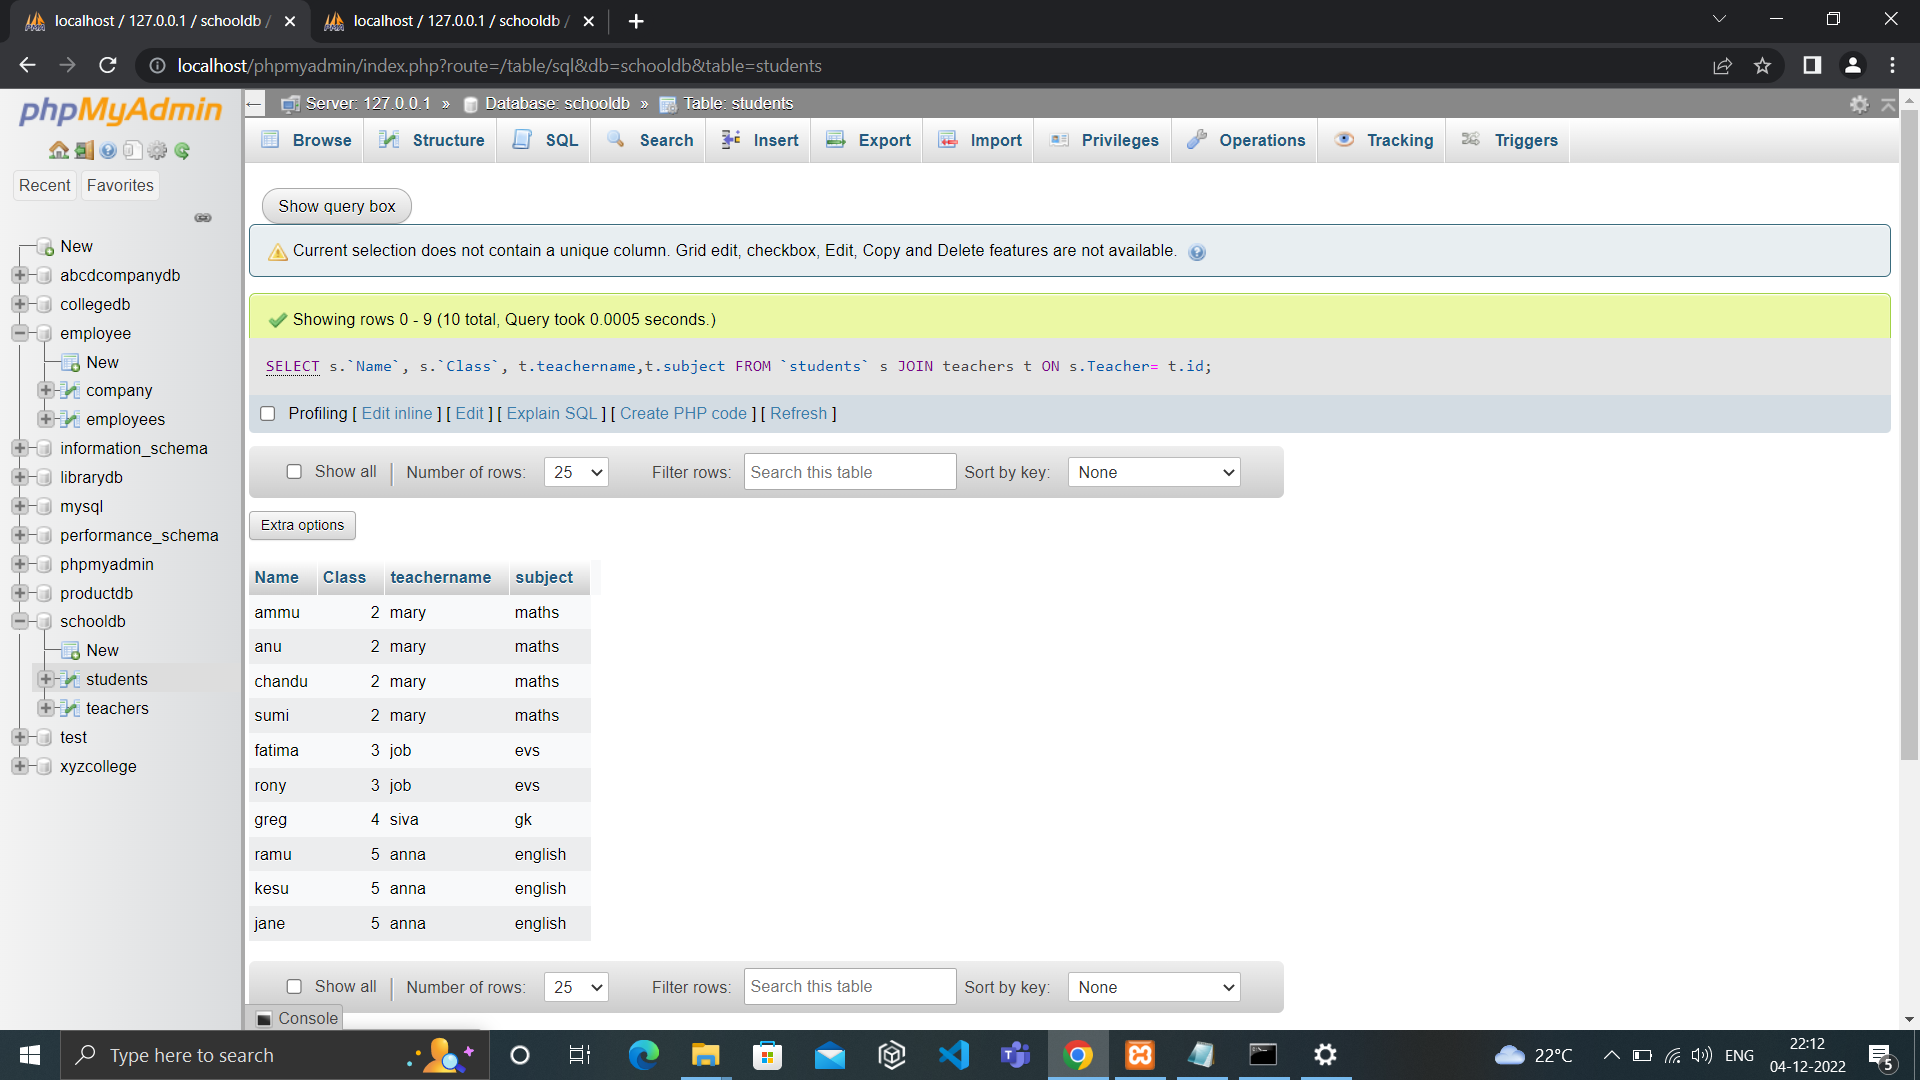 localhost / 127.0.0.1 / schooldb /
localhost / 127.0.0.1 / schooldb /
localhost/phpmyadmin/index.php?route=/table/sql&db=schooldb&table=students
phpMyAdmin
Recent
Favorites
New
abcdcompanydb
collegedb
employee
New
company
employees
information_schema
librarydb
mysql
performance_schema
phpmyadmin
productdb
schooldb
New
students
teachers
test
xyzcollege
Server: 127.0.0.1 » Database: schooldb » Table: students
Browse Structure SQL Search Insert Export Import Privileges Operations Tracking Triggers
Show query box
Current selection does not contain a unique column. Grid edit, checkbox, Edit, Copy and Delete features are not available.
Showing rows 0 - 9 (10 total, Query took 0.0005 seconds.)
SELECT s.`Name`, s.`Class`, t.teachername,t.subject FROM `students` s JOIN teachers t ON s.Teacher= t.id;
Profiling [ Edit inline ] [ Edit ] [ Explain SQL ] [ Create PHP code ] [ Refresh ]
Show all | Number of rows: 25 Filter rows: Search this table Sort by key: None
Extra options
Name Class teachername subject
ammu 2 mary maths
anu 2 mary maths
chandu 2 mary maths
sumi 2 mary maths
fatima 3 job evs
rony 3 job evs
greg 4 siva gk
ramu 5 anna english
kesu 5 anna english
jane 5 anna english
Show all | Number of rows: 25 Filter rows: Search this table Sort by key: None
Console
Type here to search
22°C
ENG
22:12
04-12-2022
5